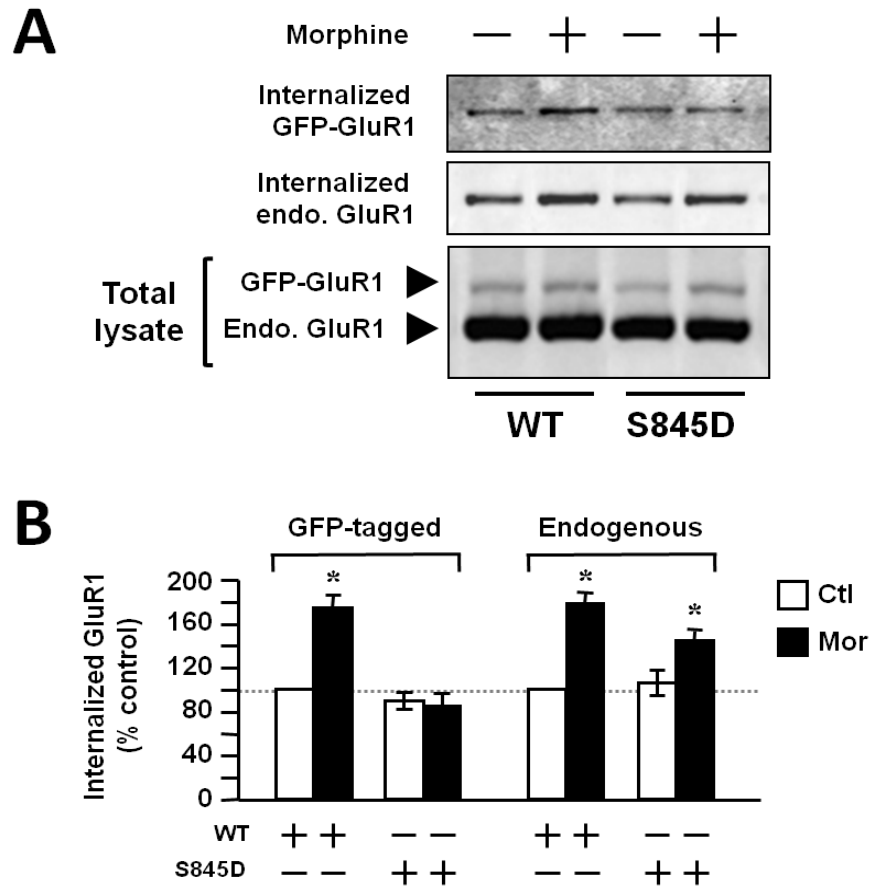 A
Morphine − + − +
Internalized
GFP-GluR1
Internalized
endo. GluR1
Total
lysate
GFP-GluR1
Endo. GluR1
WT S845D
B
GFP-tagged Endogenous
Internalized GluR1
(% control)
200
160
120
80
40
0
* * *
Ctl
Mor
WT + + − − + + − −
S845D − − + + − − + +